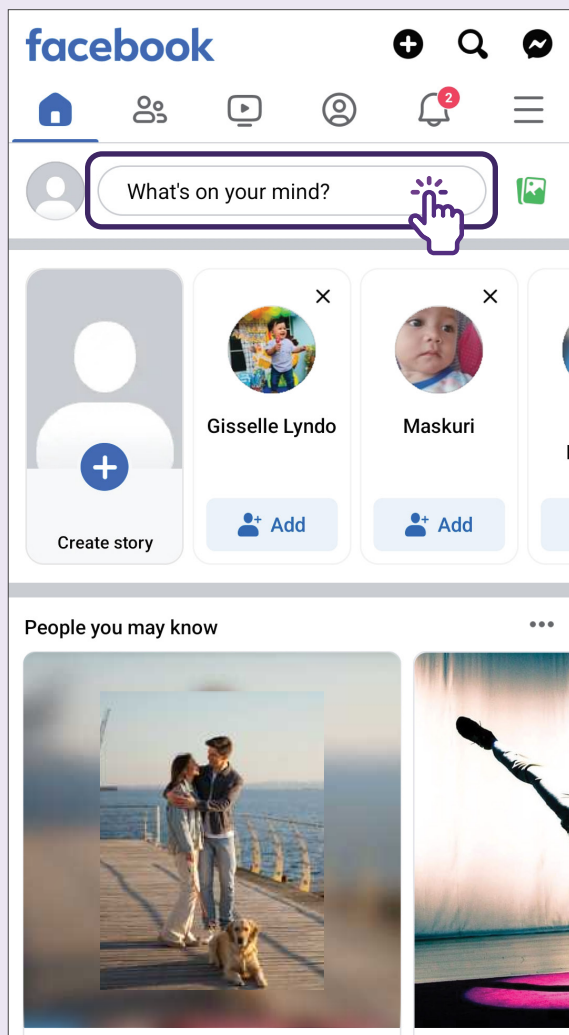 facebook
2
What's on your mind?
Gisselle Lyndo
Maskuri
Add
Add
Create story
People you may know